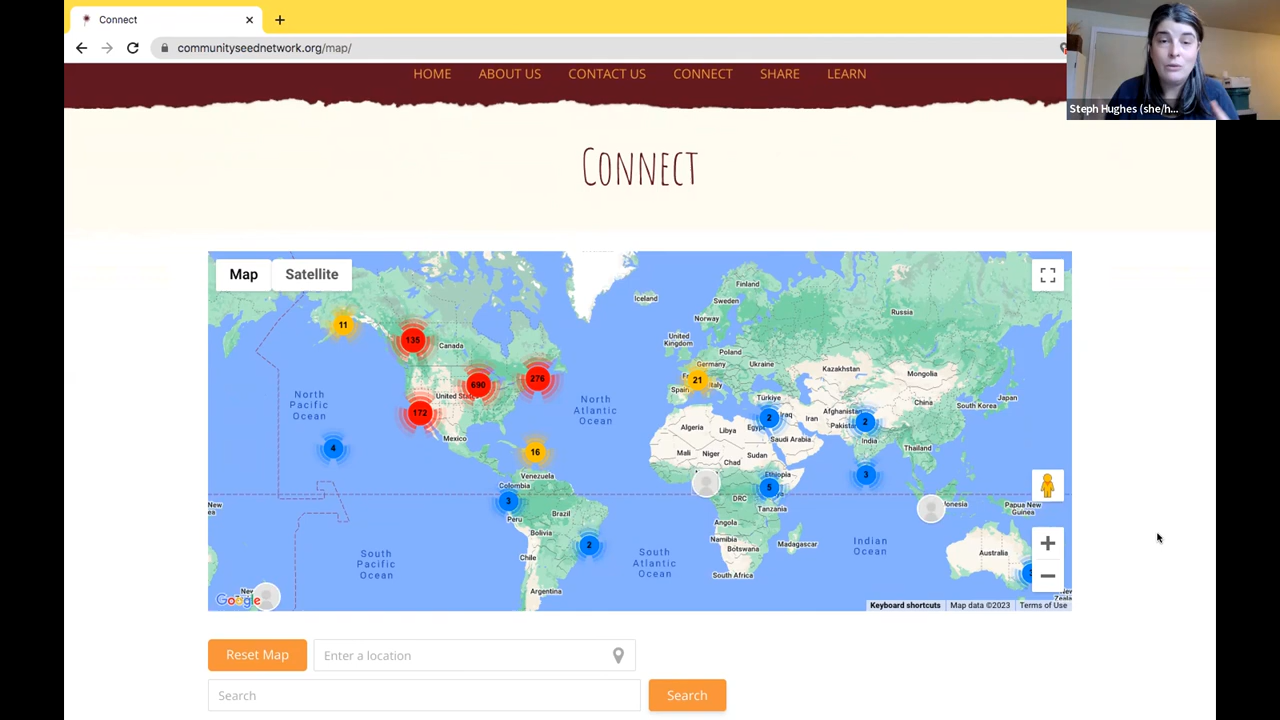 Connect
communityseednetwork.org/map/
Steph Hughes (she/h...
HOME ABOUT US CONTACT US CONNECT SHARE LEARN
CONNECT
Map Satellite
Iceland
Finland
Sweden
Norway
Russia
United
Kingdom
Poland
Germany
Ukraine
Kazakhstan
Mongolia
11
135
Canada
690
276
United
172
North
Pacific
Ocean
North
Atlantic
Ocean
21
Spain
Italy
Türkiye
Iraq
Iran
Afghanistan
Pakistan
China
South Korea
Japan
Mexico
4
16
Algeria
Libya
Egypt
2
Saudi Arabia
2
India
Thailand
Mali
Niger
Chad
Sudan
Venezuela
Colombia
3
Ethiopia
5
3
DRC
Tanzania
onesia
Papua New
Guinea
New
Peru
Brazil
Bolivia
2
Angola
Namibia
Botswana
Madagascar
Indian
Ocean
Australia
South
Pacific
Ocean
Chile
South
Atlantic
Ocean
South Africa
Argentina
New
Zeala
Google
Keyboard shortcuts Map data ©2023 Terms of Use
Reset Map Enter a location
Search Search